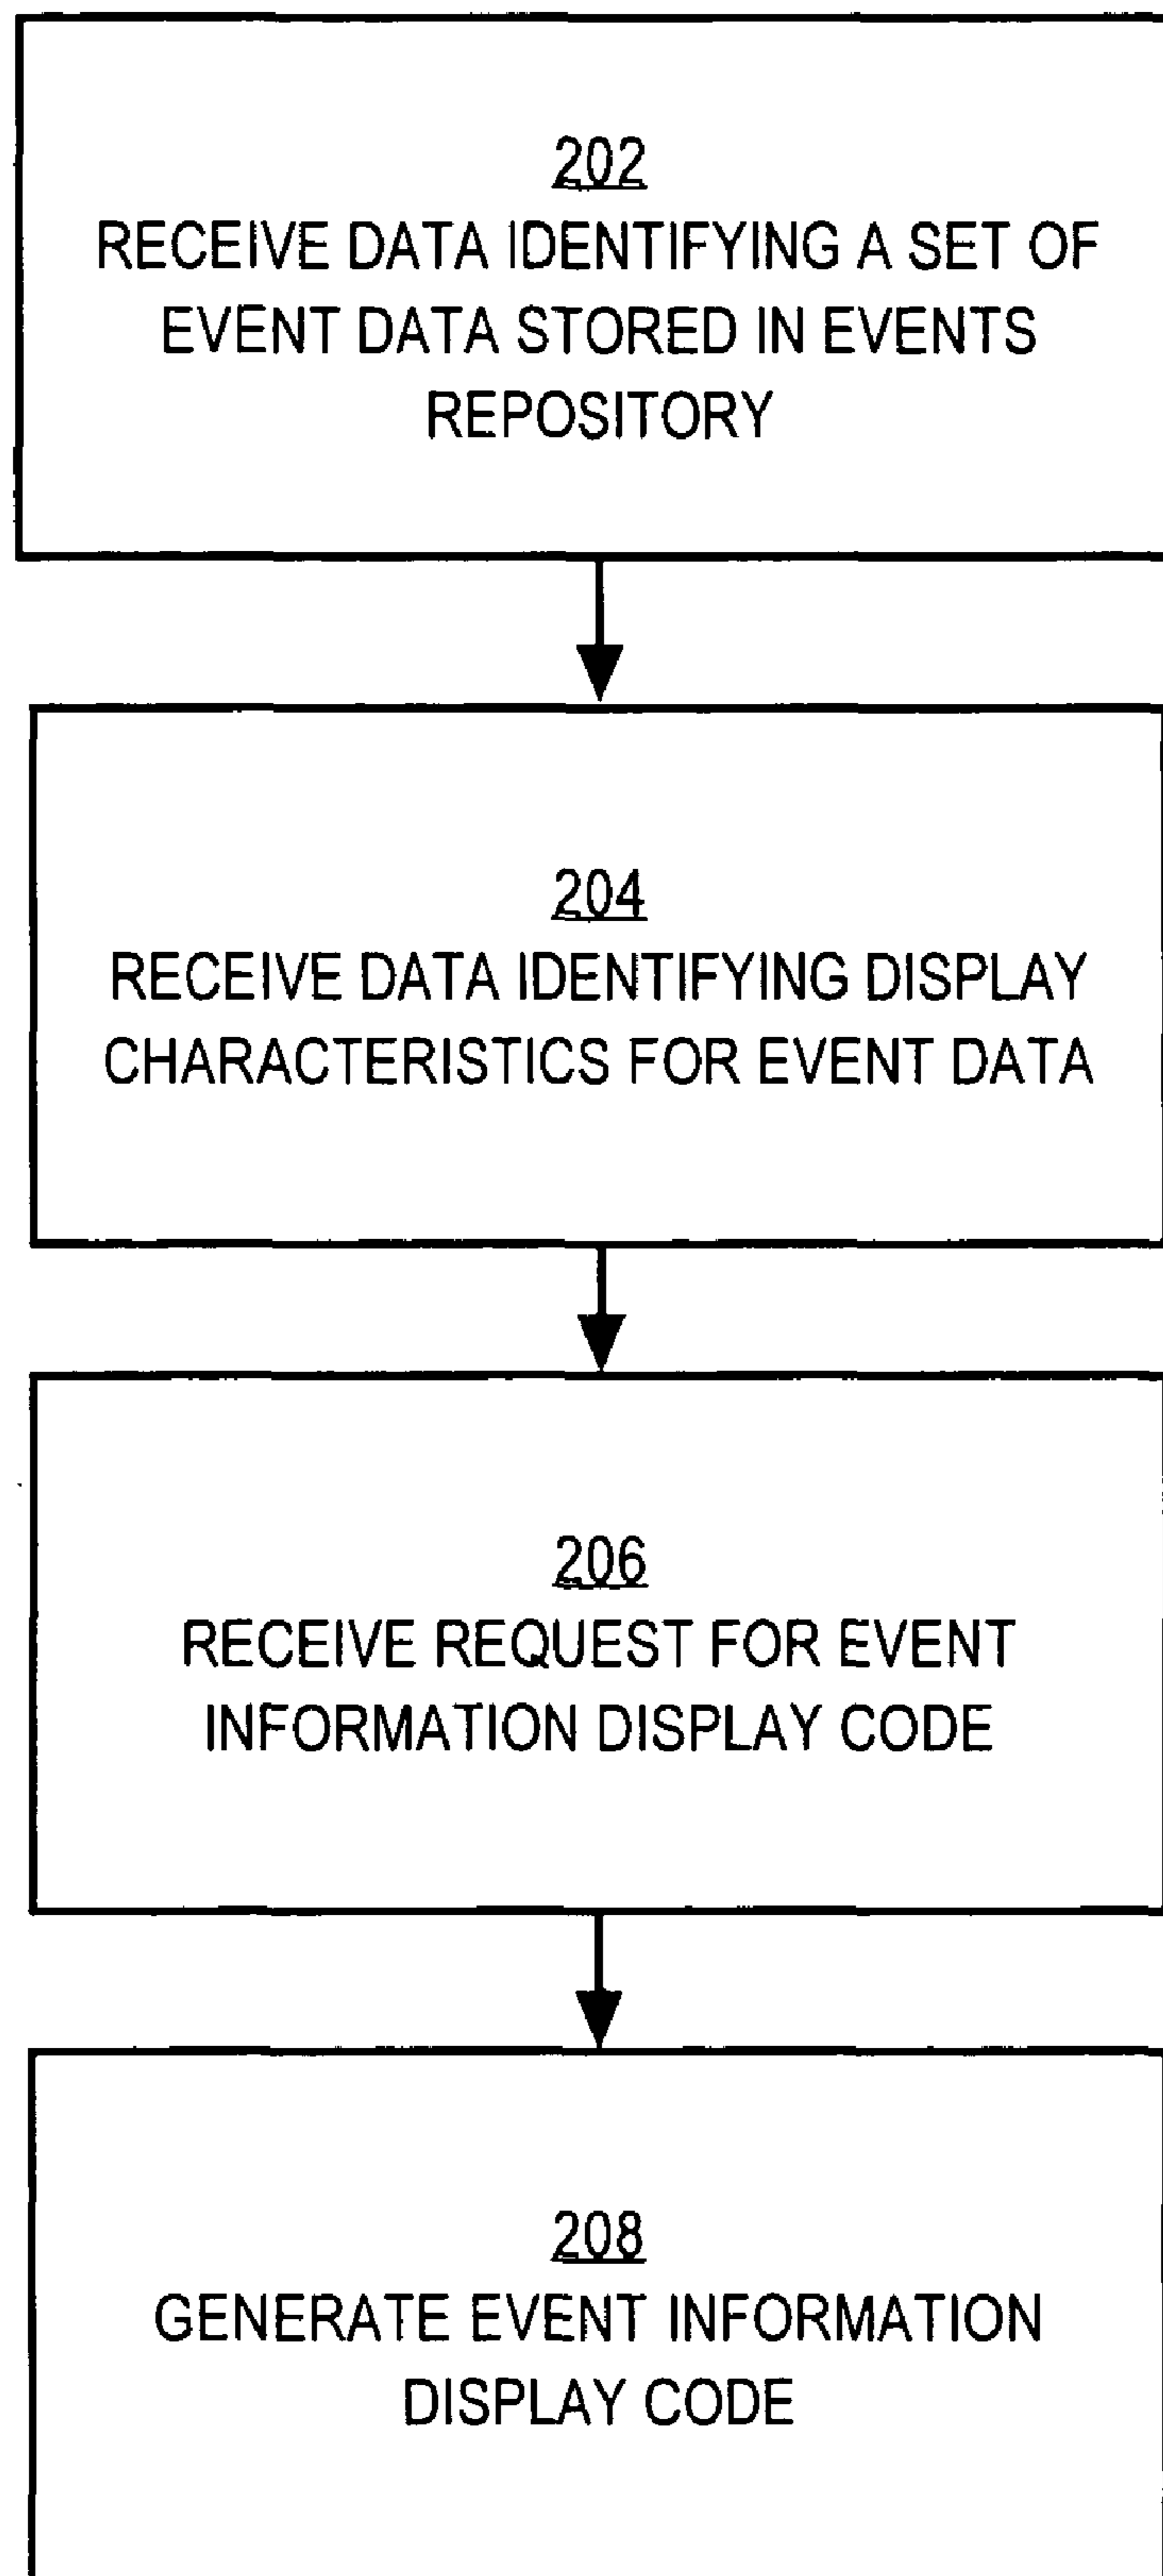 202
RECEIVE DATA IDENTIFYING A SET OF
EVENT DATA STORED IN EVENTS
REPOSITORY
204
RECEIVE DATA IDENTIFYING DISPLAY
CHARACTERISTICS FOR EVENT DATA
206
RECEIVE REQUEST FOR EVENT
INFORMATION DISPLAY CODE
208
GENERATE EVENT INFORMATION
DISPLAY CODE